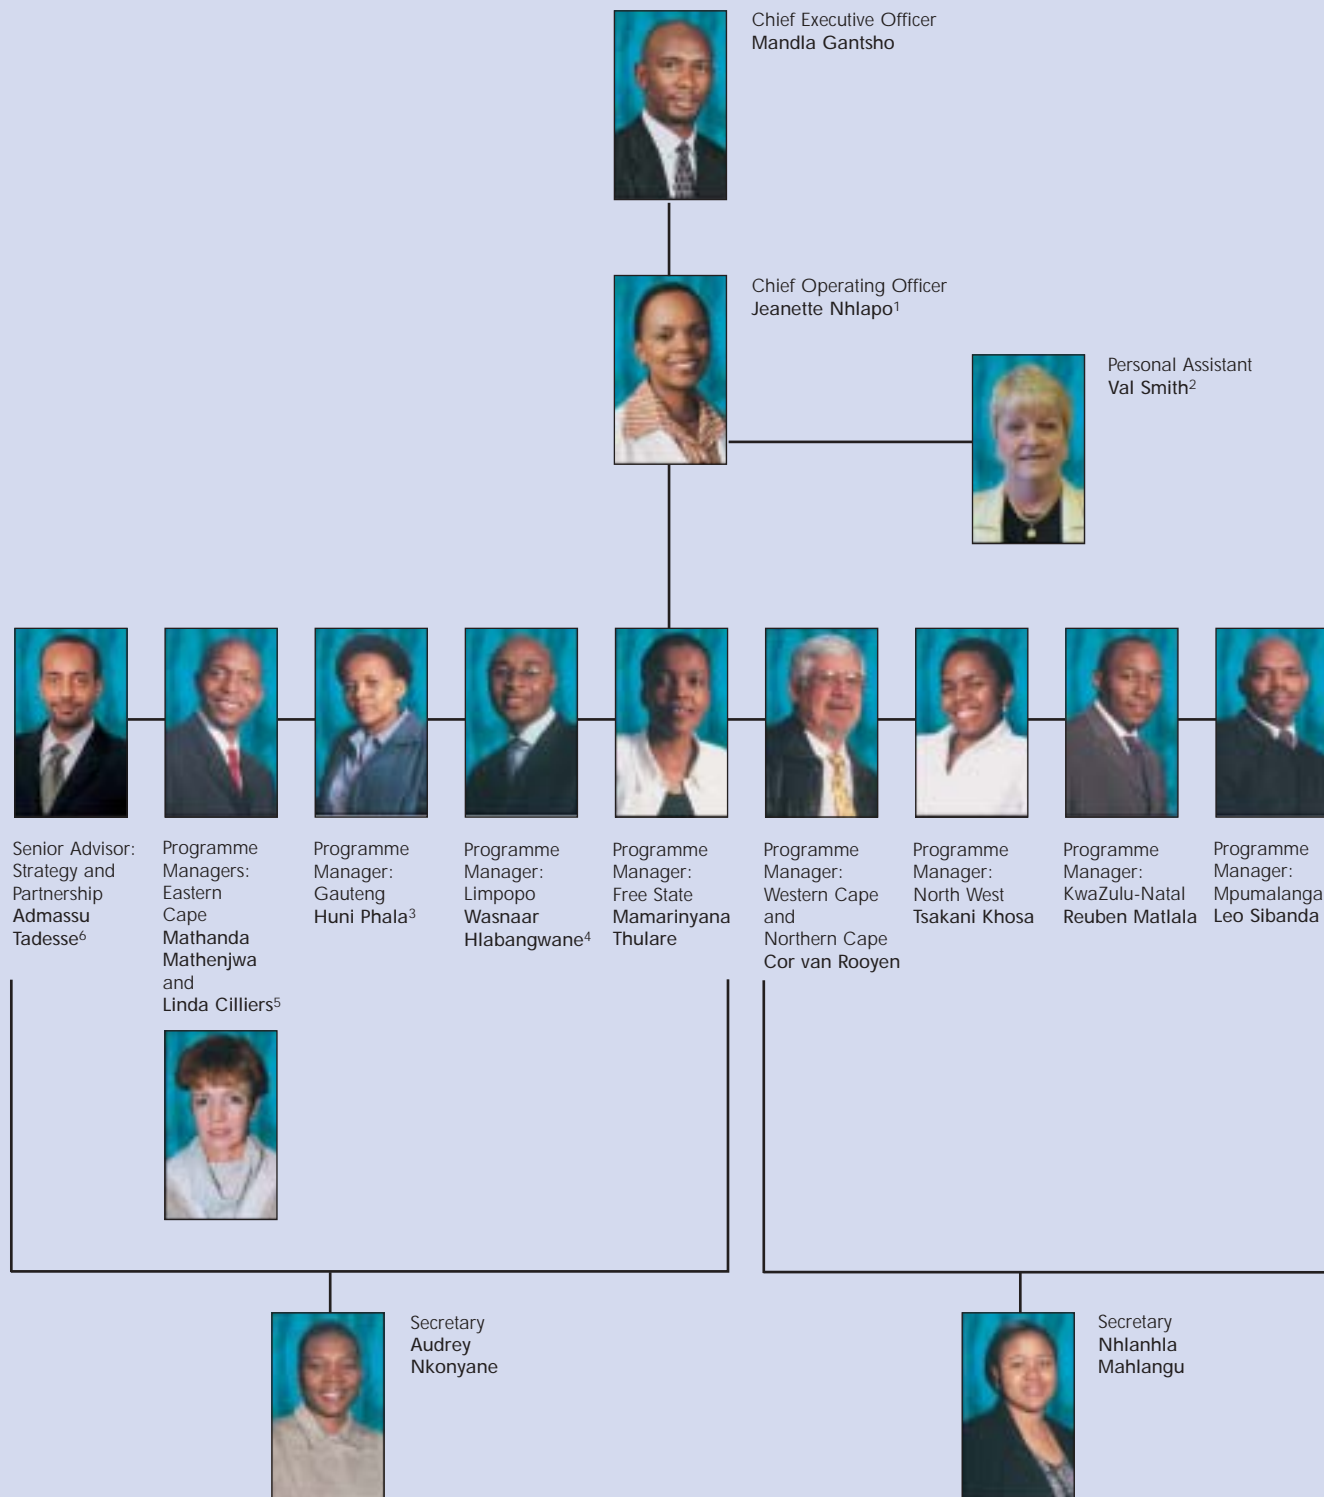 Chief Executive Officer
Mandla Gantsho
Chief Operating Officer
Jeanette Nhlapo¹
Personal Assistant
Val Smith²
Senior Advisor:
Strategy and
Partnership
Admassu
Tadesse⁶
Programme
Managers:
Eastern
Cape
Mathanda
Mathenjwa
and
Linda Cilliers⁵
Programme
Manager:
Gauteng
Huni Phala³
Programme
Manager:
Limpopo
Wasnaar
Hlabangwane⁴
Programme
Manager:
Free State
Mamarinyana
Thulare
Programme
Manager:
Western Cape
and
Northern Cape
Cor van Rooyen
Programme
Manager:
North West
Tsakani Khosa
Programme
Manager:
KwaZulu-Natal
Reuben Matlala
Programme
Manager:
Mpumalanga
Leo Sibanda
Secretary
Audrey
Nkonyane
Secretary
Nhlanhla
Mahlangu